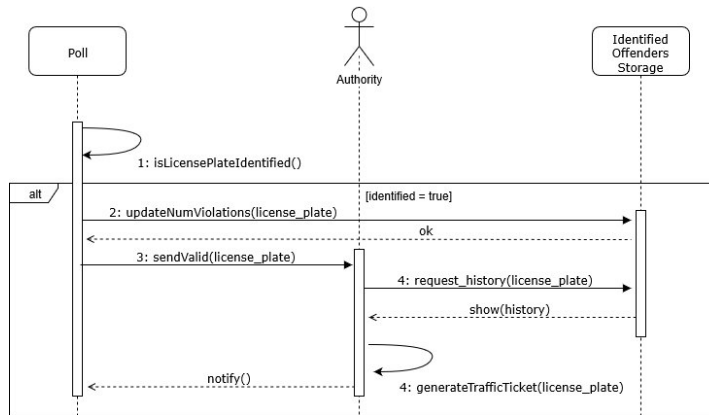 Poll
Authority
Identified
Offenders
Storage
1: isLicensePlateIdentified()
alt
[identified = true]
2: updateNumViolations(license_plate)
ok
3: sendValid(license_plate)
4: request_history(license_plate)
show(history)
notify()
4: generateTrafficTicket(license_plate)